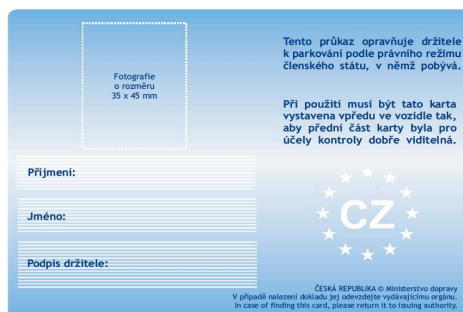 Fotografie
o rozměru
35 x 45 mm
Příjmení:
Jméno:
Podpis držitele:
Tento průkaz opravňuje držitele
k parkování podle právního režimu
členského státu, v němž pobývá.
Při použití musí být tato karta
vystavena vpředu ve vozidle tak,
aby přední část karty byla pro
účely kontroly dobře viditelná.
CZ
ČESKÁ REPUBLIKA © Ministerstvo dopravy
V případě nalezení dokladu jej odevzdejte vydávajícímu orgánu.
In case of finding this card, please return it to issuing authority.